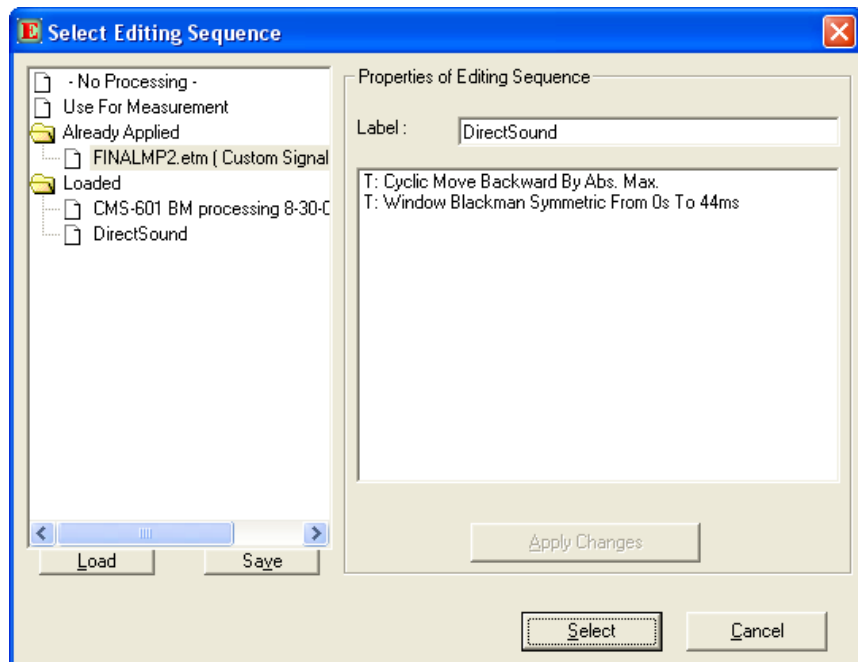 E Select Editing Sequence
- No Processing -
Use For Measurement
Already Applied
FINALMP2.etm ( Custom Signal
Loaded
CMS-601 BM processing 8-30-0
DirectSound
Load
Save
Properties of Editing Sequence
Label :
DirectSound
T: Cyclic Move Backward By Abs. Max.
T: Window Blackman Symmetric From 0s To 44ms
Apply Changes
Select
Cancel